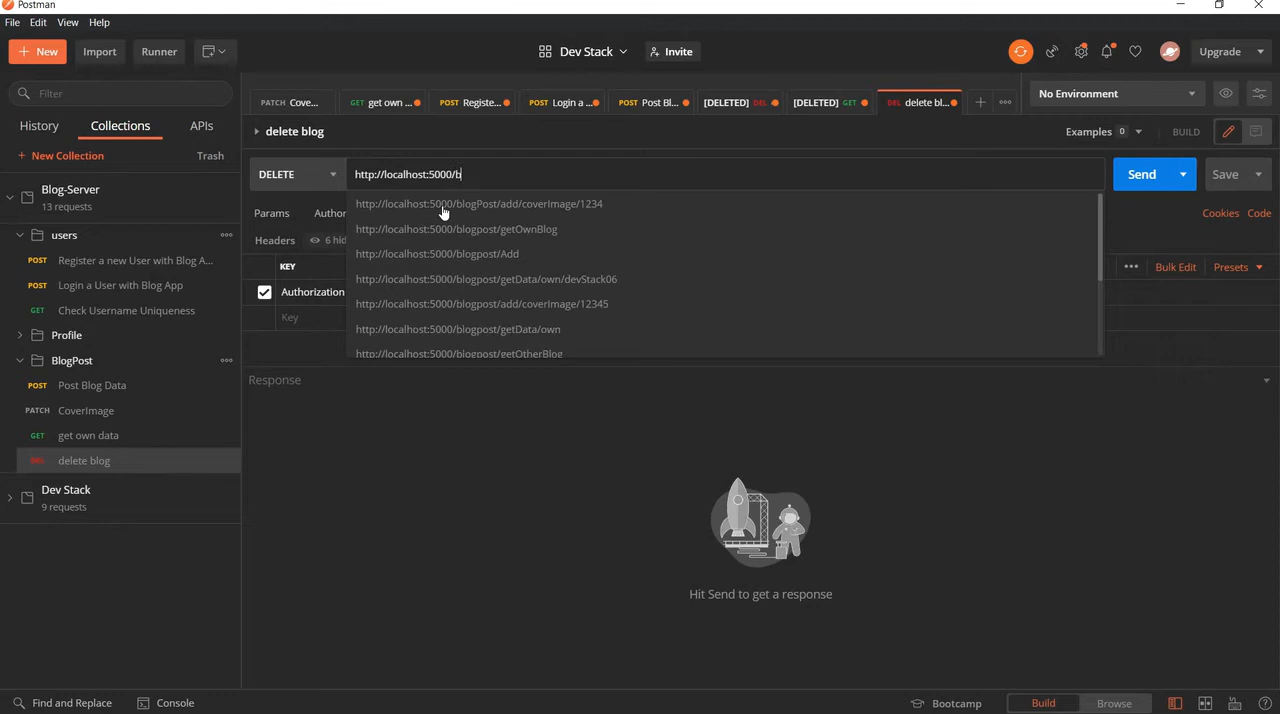 Postman
File Edit View Help
New Import Runner Dev Stack Invite Upgrade
Filter
PATCH Cove... GET get own ... POST Registe... POST Login a ... POST Post Bl... [DELETED] DEL [DELETED] GET DEL delete bl... No Environment
History Collections APIs
delete blog Examples 0 BUILD
New Collection Trash
DELETE http://localhost:5000/b Send Save
Blog-Server
13 requests
http://localhost:5000/blogPost/add/coverImage/1234
Params Author Cookies Code
http://localhost:5000/blogpost/getOwnBlog
users
Headers 6 hid
http://localhost:5000/blogpost/Add
POST Register a new User with Blog A...
KEY Bulk Edit Presets
http://localhost:5000/blogpost/getData/own/devStack06
POST Login a User with Blog App
Authorization
http://localhost:5000/blogpost/add/coverImage/12345
GET Check Username Uniqueness
Key
http://localhost:5000/blogpost/getData/own
Profile
http://localhost:5000/blogpost/getOtherBlog
BlogPost
Response
POST Post Blog Data
PATCH CoverImage
GET get own data
DEL delete blog
Dev Stack
9 requests
Hit Send to get a response
Find and Replace Console Bootcamp Build Browse